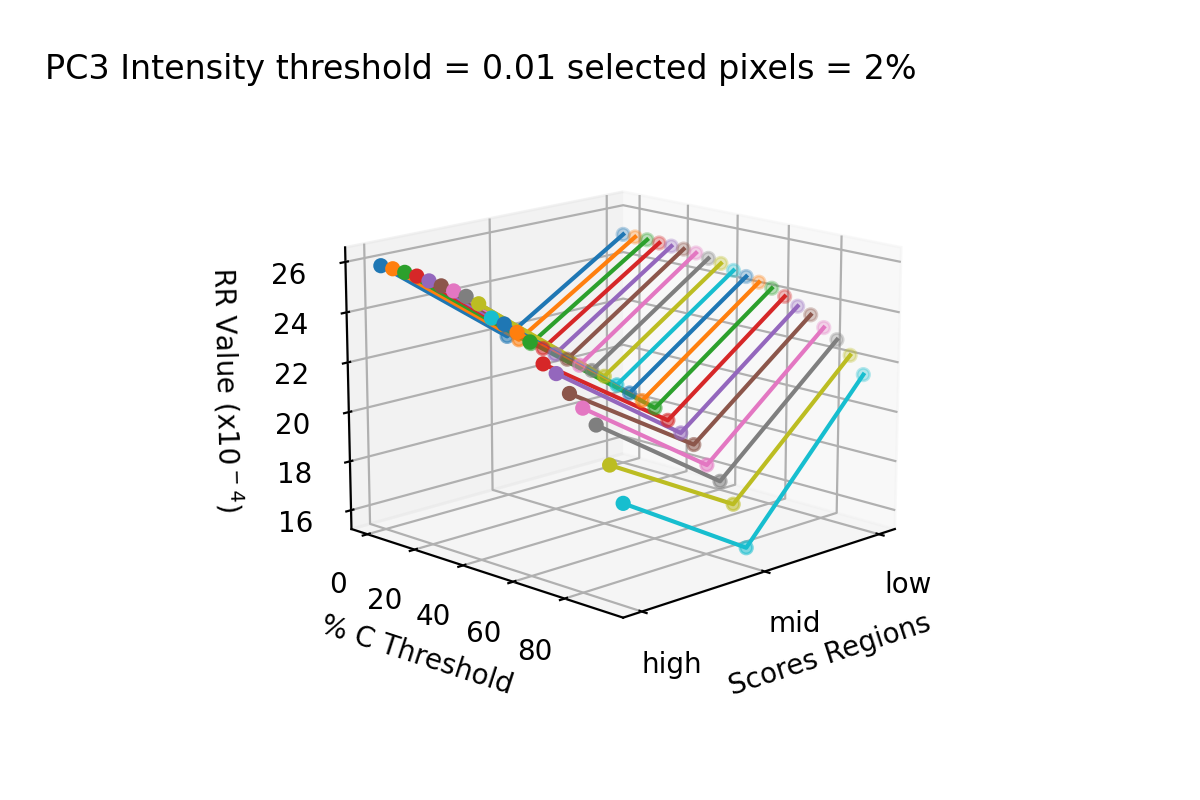 PC3 Intensity threshold = 0.01 selected pixels = 2%
RR Value (x10⁻⁴)
26
24
22
20
18
16
0
20
40
60
80
% C Threshold
high
mid
low
Scores Regions